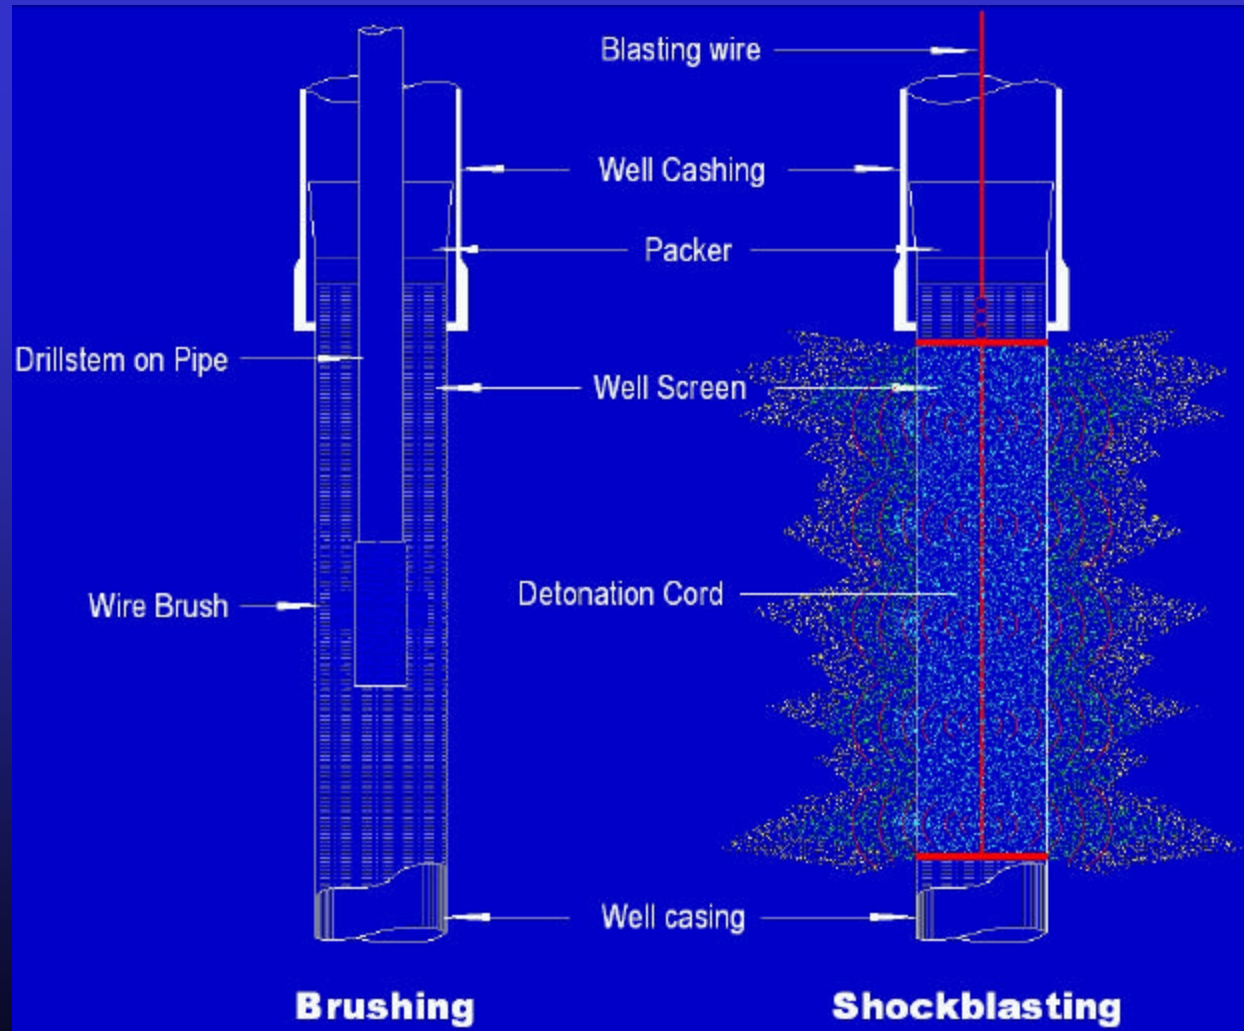 Blasting wire
Well Cashing
Packer
Drillstem on Pipe
Well Screen
Wire Brush
Detonation Cord
Well casing
Brushing
Shockblasting